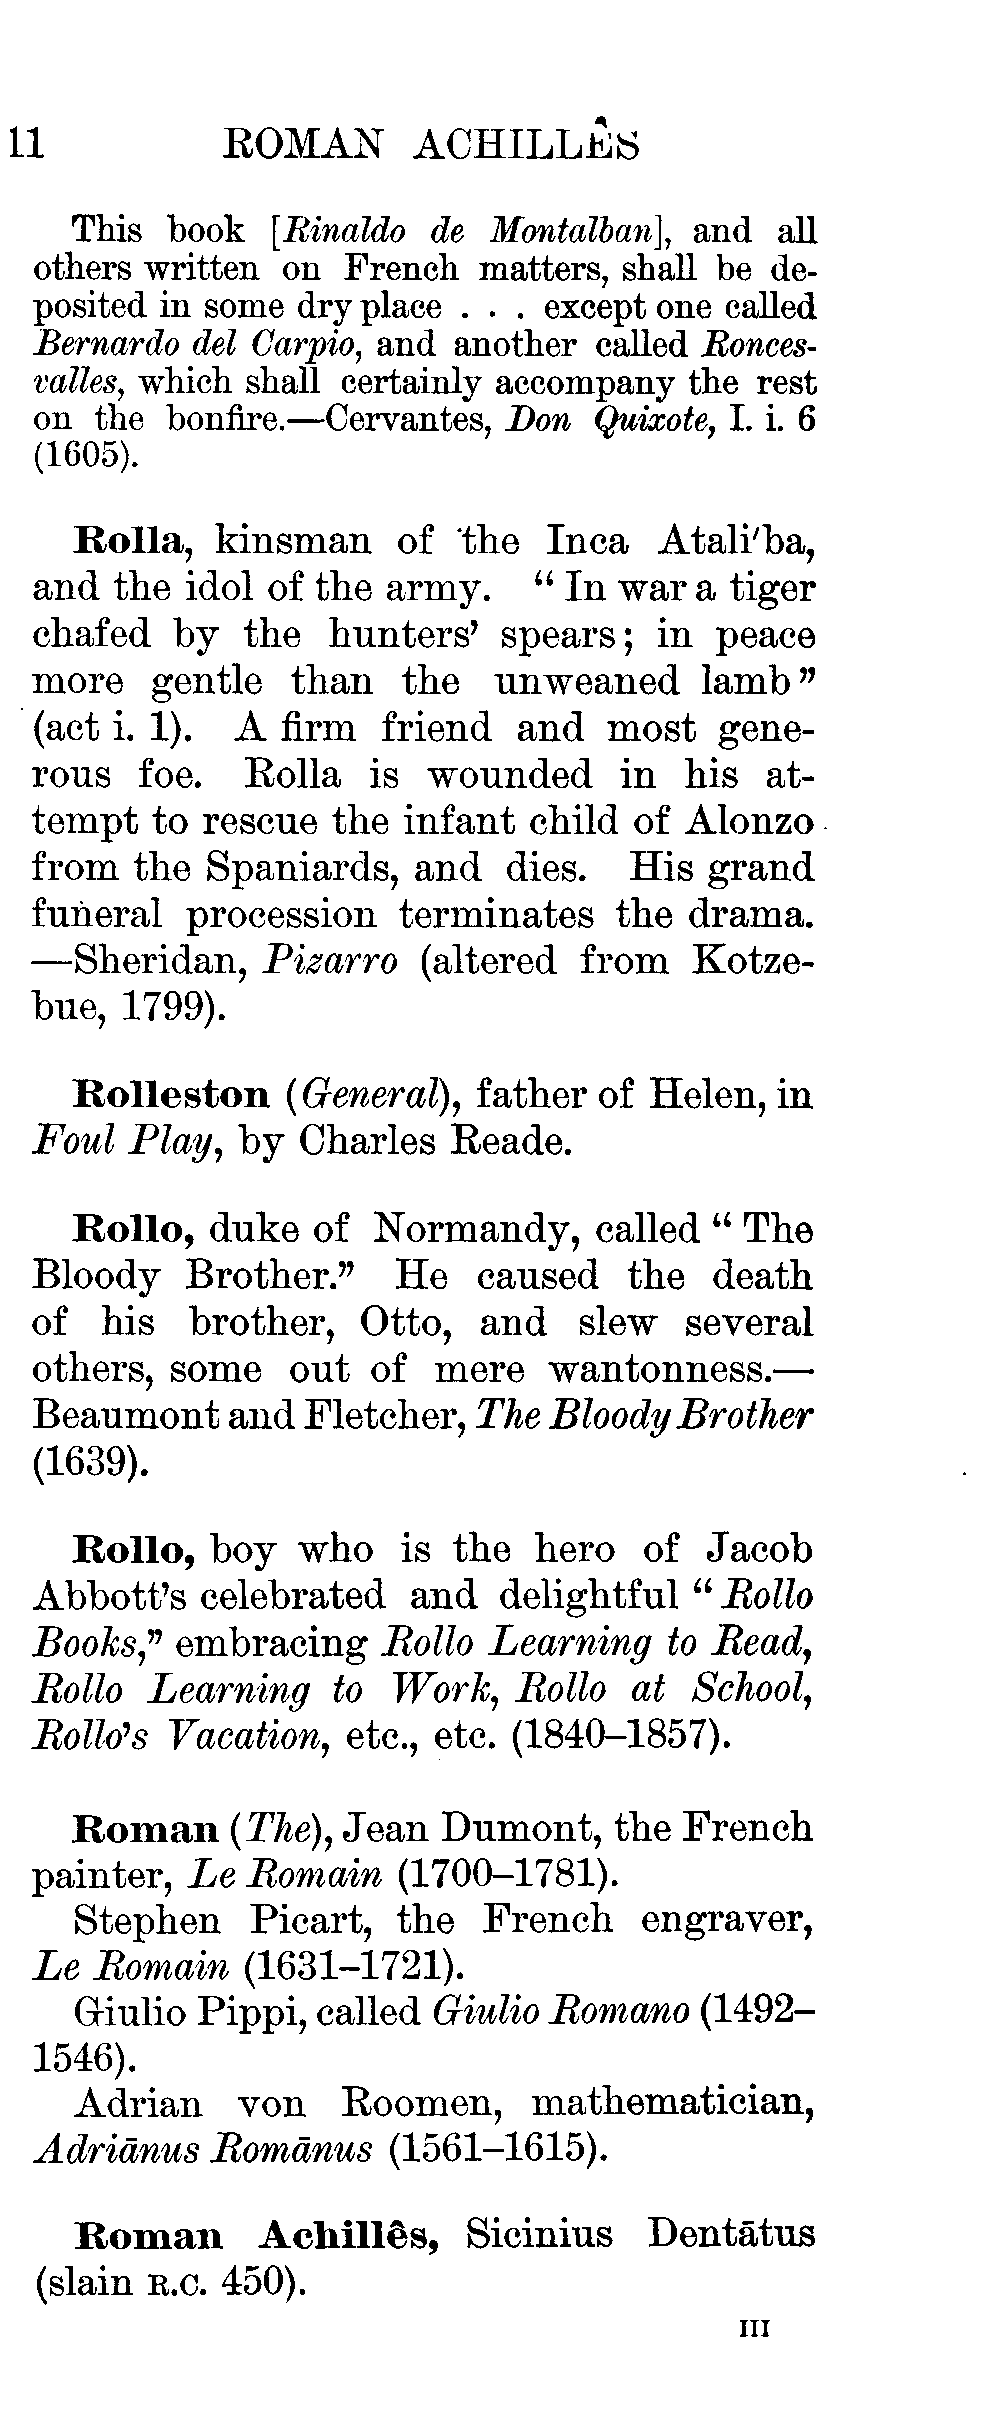 11 ROMAN ACHILLÊS
This book [Rinaldo de Montalban], and all
others written on French matters, shall be de-
posited in some dry place . . . except one called
Bernardo del Carpio, and another called Ronces-
valles, which shall certainly accompany the rest
on the bonfire.—Cervantes, Don Quixote, I. i. 6
(1605).
Rolla, kinsman of the Inca Atali'ba,
and the idol of the army. “ In war a tiger
chafed by the hunters’ spears; in peace
more gentle than the unweaned lamb”
(act i. 1). A firm friend and most gene-
rous foe. Rolla is wounded in his at-
tempt to rescue the infant child of Alonzo
from the Spaniards, and dies. His grand
funeral procession terminates the drama.
—Sheridan, Pizarro (altered from Kotze-
bue, 1799).
Rolleston (General), father of Helen, in
Foul Play, by Charles Reade.
Rollo, duke of Normandy, called “ The
Bloody Brother.” He caused the death
of his brother, Otto, and slew several
others, some out of mere wantonness.—
Beaumont and Fletcher, The Bloody Brother
(1639).
Rollo, boy who is the hero of Jacob
Abbott’s celebrated and delightful “ Rollo
Books,” embracing Rollo Learning to Read,
Rollo Learning to Work, Rollo at School,
Rollo’s Vacation, etc., etc. (1840–1857).
Roman (The), Jean Dumont, the French
painter, Le Romain (1700–1781).
Stephen Picart, the French engraver,
Le Romain (1631–1721).
Giulio Pippi, called Giulio Romano (1492–
1546).
Adrian von Roomen, mathematician,
Adriānus Romānus (1561–1615).
Roman Achillês, Sicinius Dentātus
(slain R.C. 450).
III